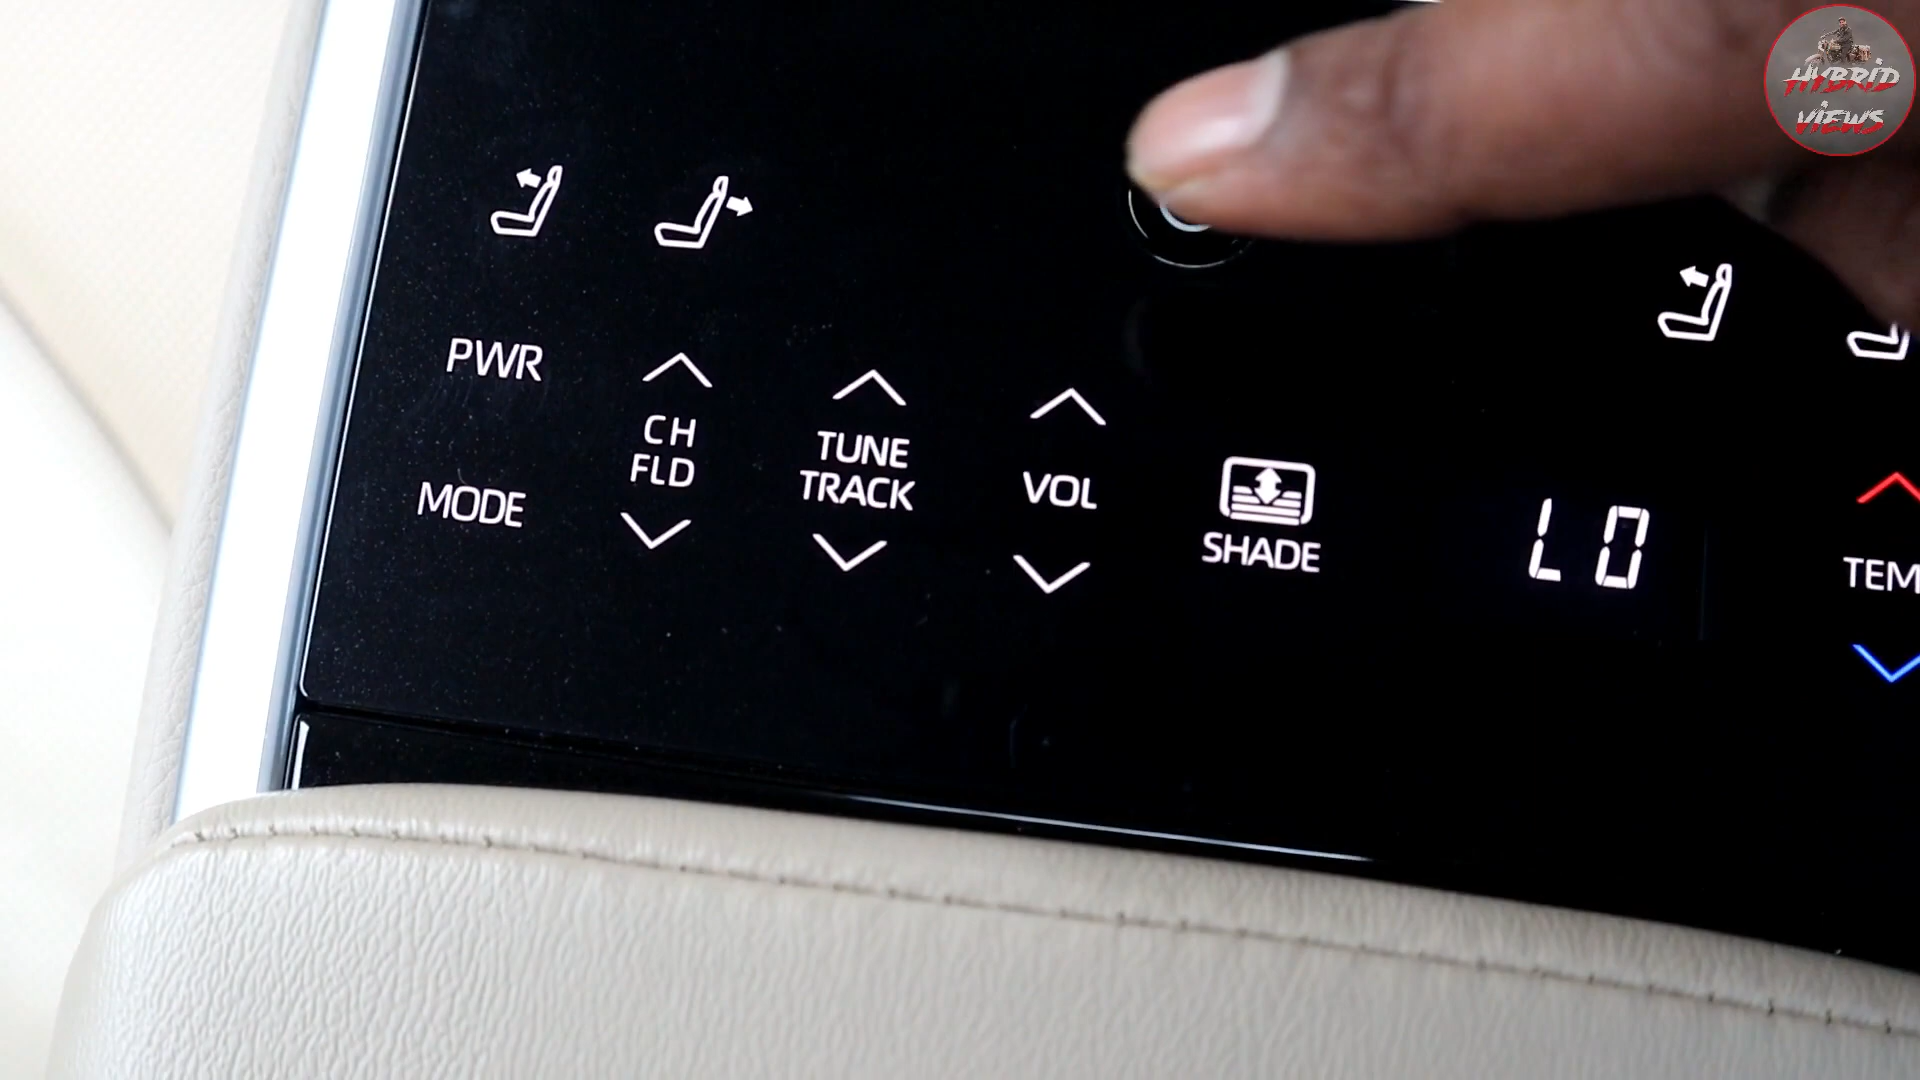 HYBRID
VIEWS
PWR
MODE
CH
FLD
TUNE
TRACK
VOL
SHADE
LO
TEM